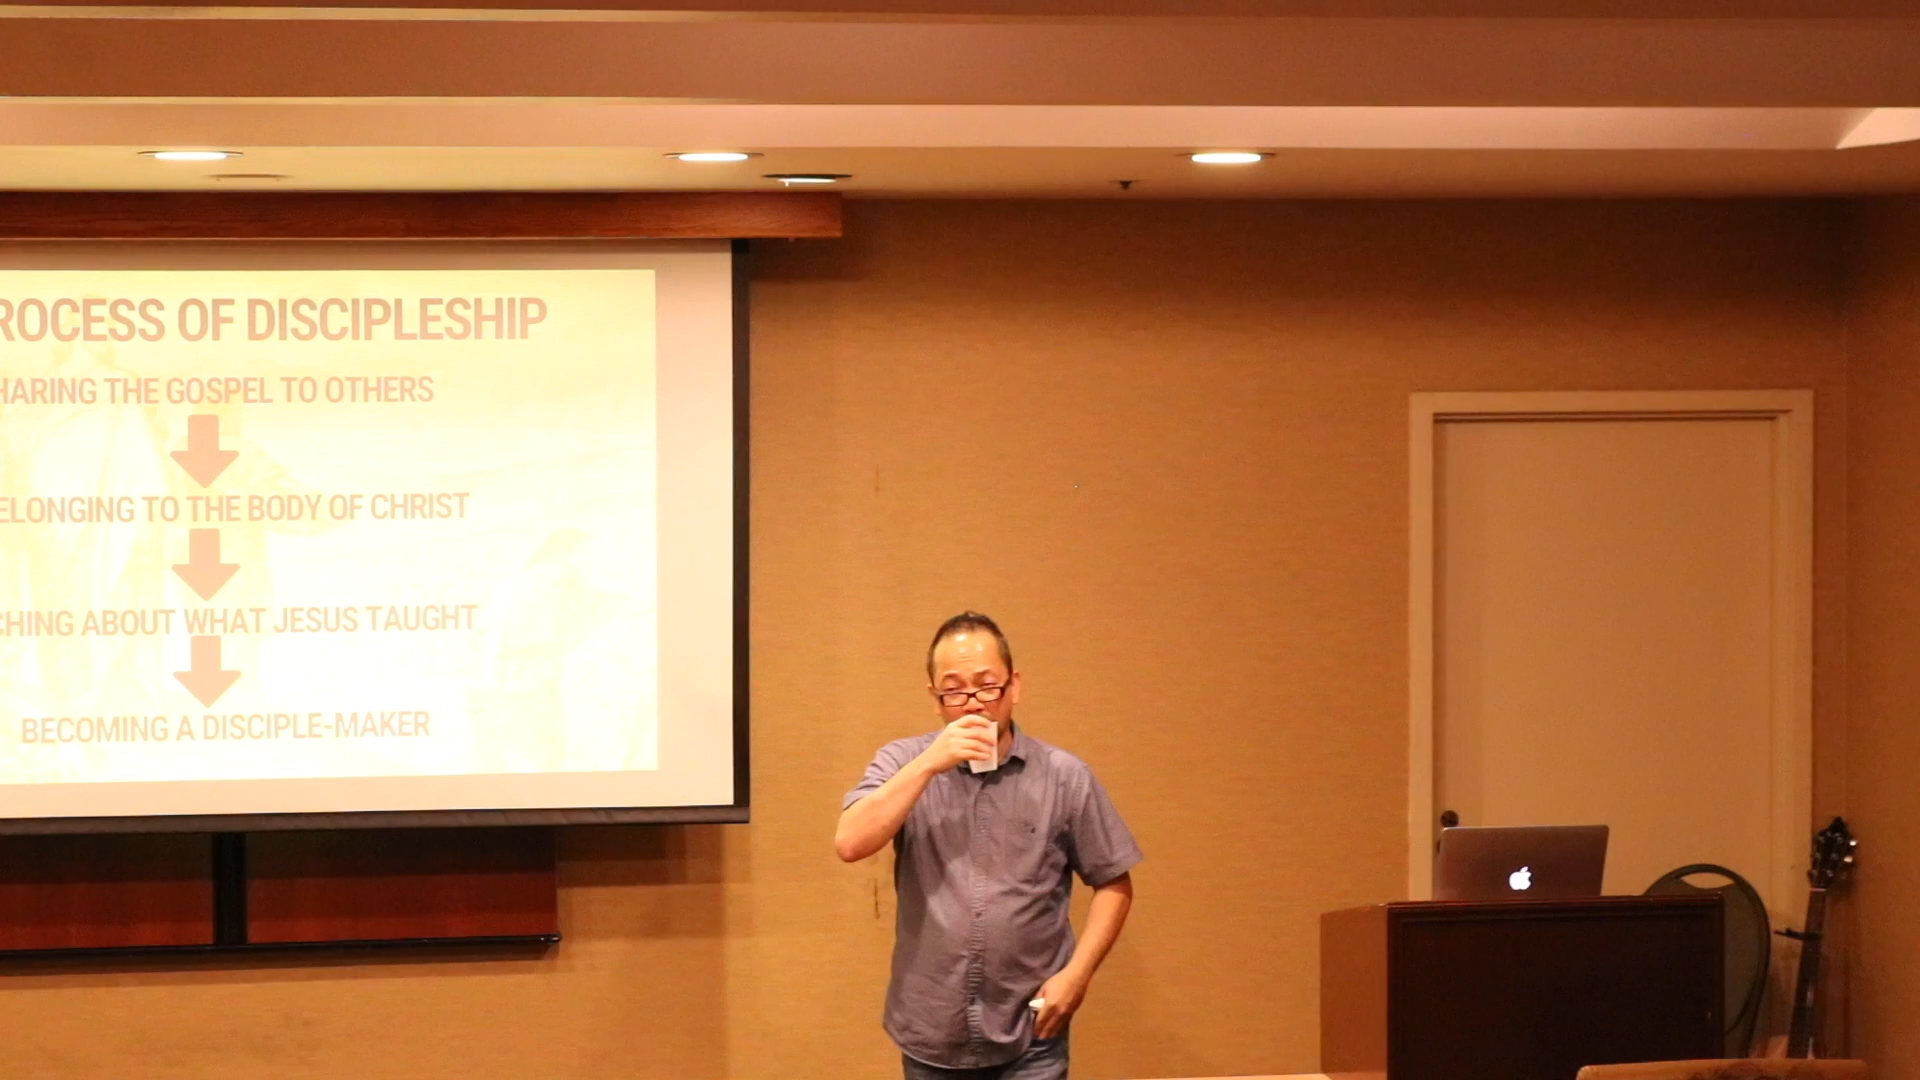 ROCESS OF DISCIPLESHIP
HARING THE GOSPEL TO OTHERS
ELONGING TO THE BODY OF CHRIST
CHING ABOUT WHAT JESUS TAUGHT
BECOMING A DISCIPLE-MAKER